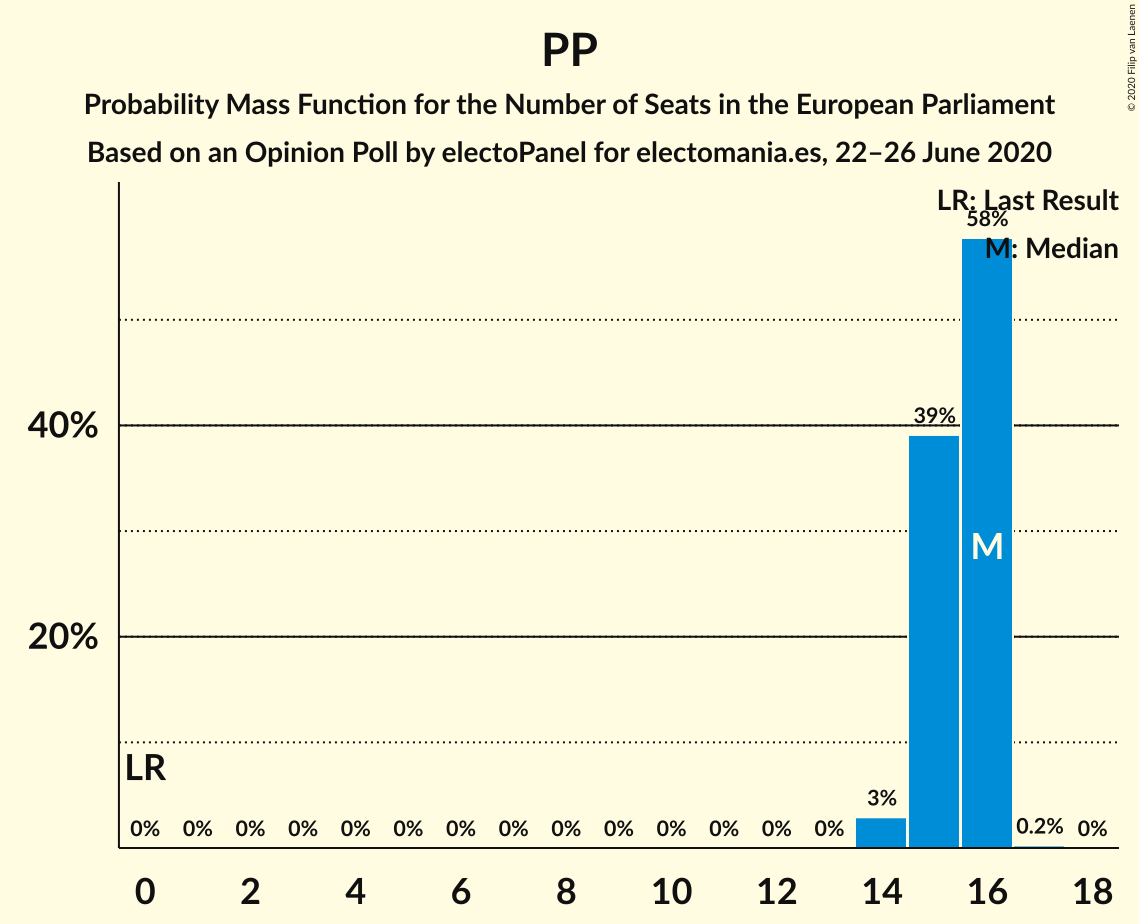 PP
Probability Mass Function for the Number of Seats in the European Parliament
Based on an Opinion Poll by electoPanel for electomania.es, 22–26 June 2020
© 2020 Filip van Laenen
LR: Last Result
58%
M: Median
40%
39%
M
20%
LR
0% 0% 0% 0% 0% 0% 0% 0% 0% 0% 0% 0% 0% 0% 3% 0.2% 0%
0 2 4 6 8 10 12 14 16 18